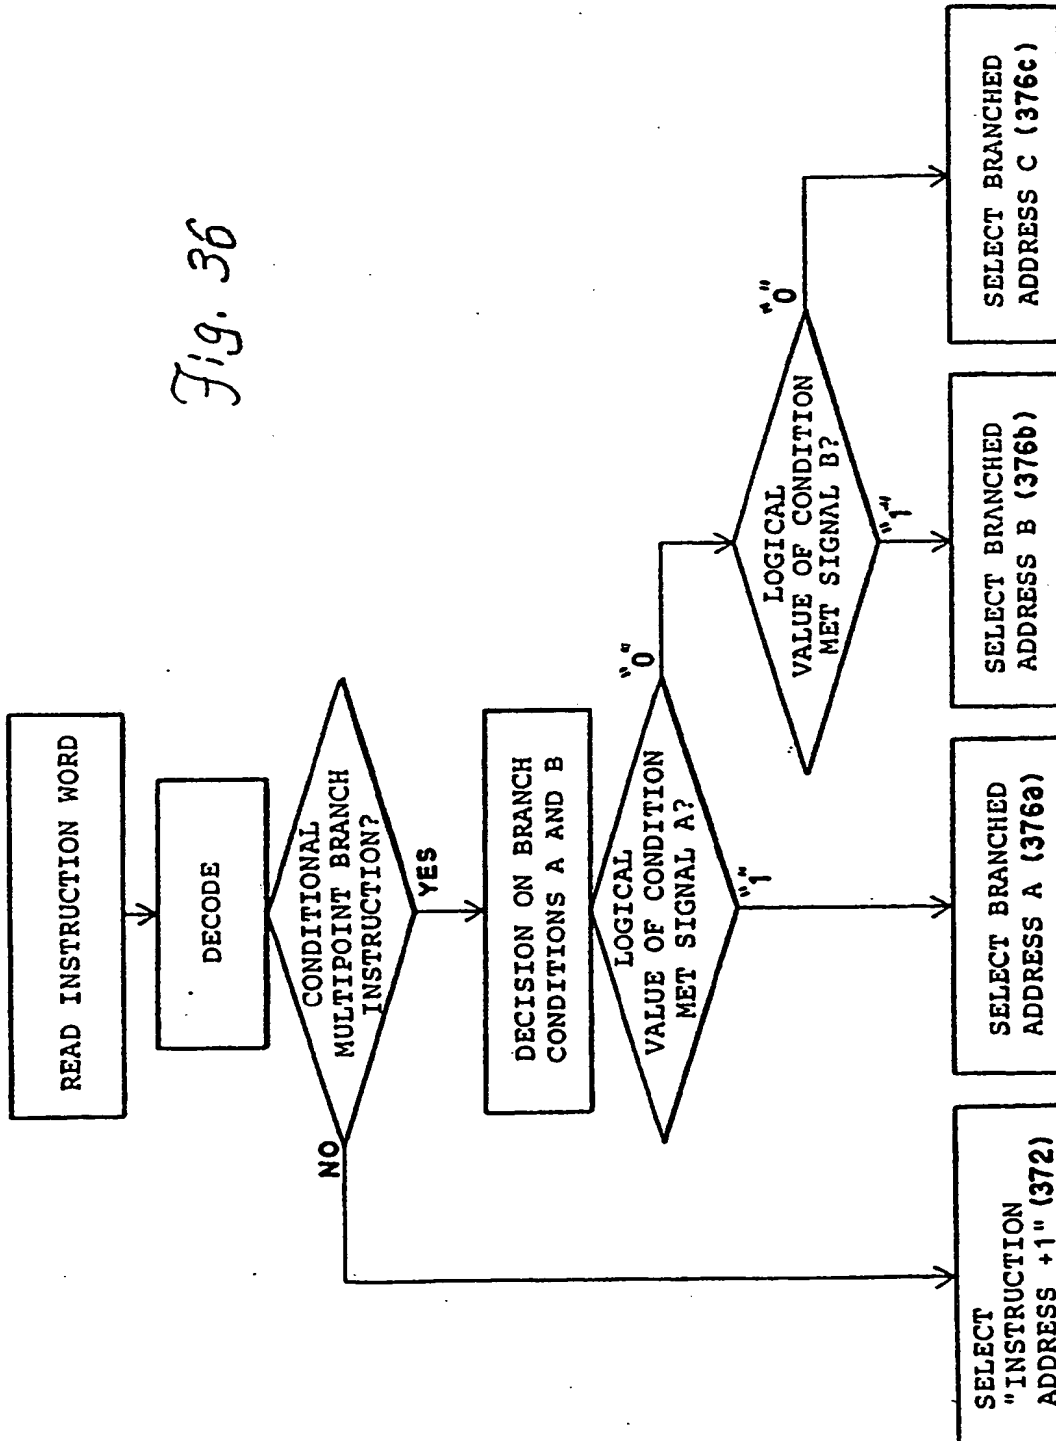 Fig. 36
READ INSTRUCTION WORD
DECODE
CONDITIONAL
MULTIPOINT BRANCH
INSTRUCTION?
NO
YES
DECISION ON BRANCH
CONDITIONS A AND B
LOGICAL
VALUE OF CONDITION
MET SIGNAL A?
"0"
"1"
LOGICAL
VALUE OF CONDITION
MET SIGNAL B?
"0"
"1"
SELECT
"INSTRUCTION
ADDRESS +1" (372)
SELECT BRANCHED
ADDRESS A (376a)
SELECT BRANCHED
ADDRESS B (376b)
SELECT BRANCHED
ADDRESS C (376c)